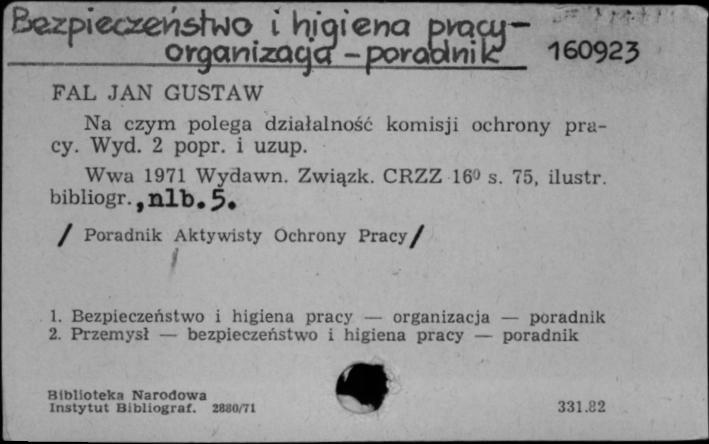 Bezpieczeństwo i higiena pracy-
organizacja - poradnik 160923
FAL JAN GUSTAW
Na czym polega działalność komisji ochrony pra-
cy. Wyd. 2 popr. i uzup.
Wwa 1971 Wydawn. Związk. CRZZ 16⁰ s. 75, ilustr.
bibliogr., nlb. 5.
/ Poradnik Aktywisty Ochrony Pracy /
1. Bezpieczeństwo i higiena pracy — organizacja — poradnik
2. Przemysł — bezpieczeństwo i higiena pracy — poradnik
Biblioteka Narodowa
Instytut Bibliograf. 2880/71 331.82